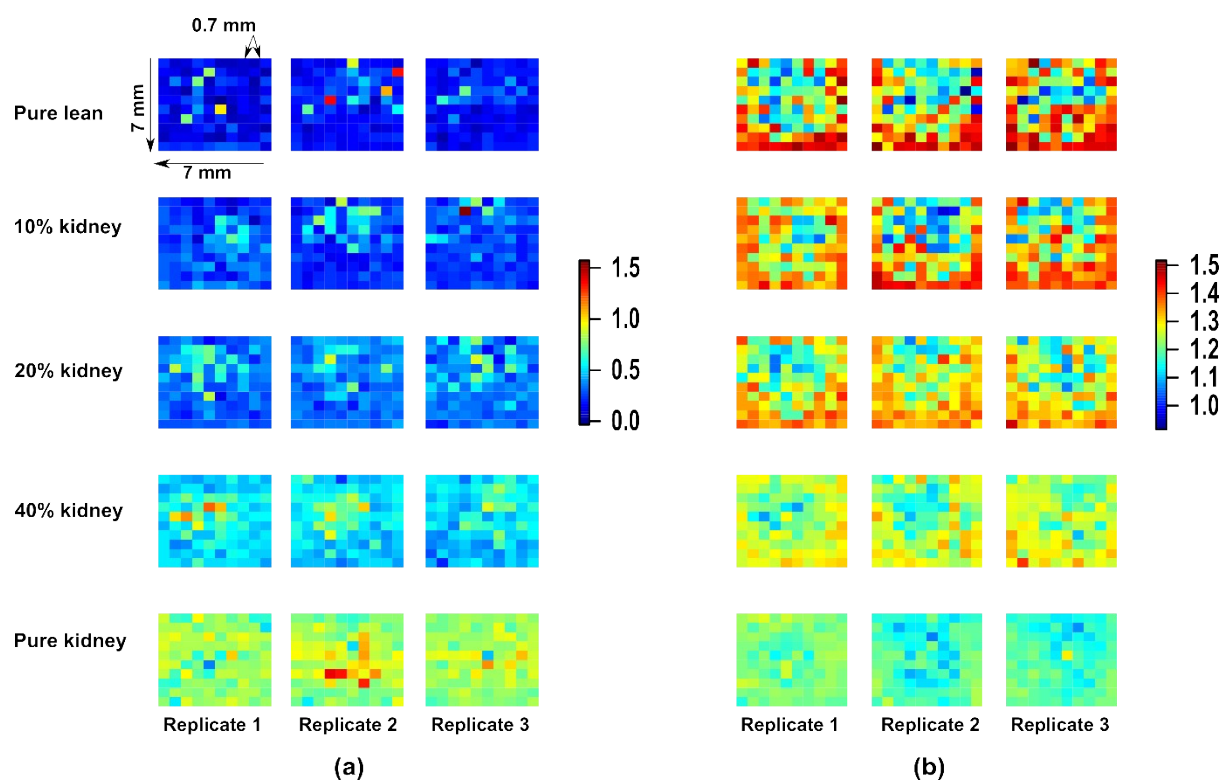 0.7 mm
Pure lean
7 mm
7 mm
10% kidney
20% kidney
40% kidney
Pure kidney
1.5
1.0
0.5
0.0
1.5
1.4
1.3
1.2
1.1
1.0
Replicate 1
Replicate 2
Replicate 3
Replicate 1
Replicate 2
Replicate 3
(a)
(b)